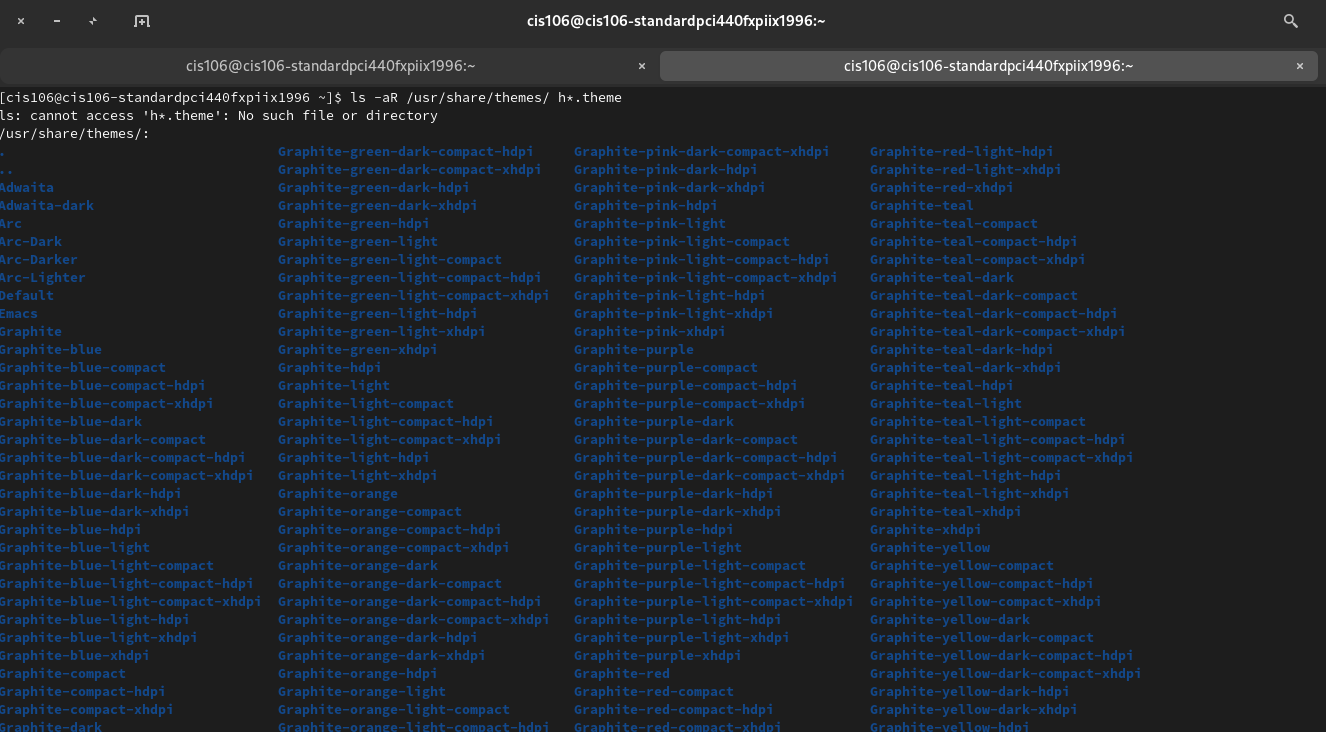 cis106@cis106-standardpci440fxpiix1996:~
cis106@cis106-standardpci440fxpiix1996:~ × cis106@cis106-standardpci440fxpiix1996:~ ×
[cis106@cis106-standardpci440fxpiix1996 ~]$ ls -aR /usr/share/themes/ h*.theme
ls: cannot access 'h*.theme': No such file or directory
/usr/share/themes/:
. Graphite-green-dark-compact-hdpi Graphite-pink-dark-compact-xhdpi Graphite-red-light-hdpi
.. Graphite-green-dark-compact-xhdpi Graphite-pink-dark-hdpi Graphite-red-light-xhdpi
Adwaita Graphite-green-dark-hdpi Graphite-pink-dark-xhdpi Graphite-red-xhdpi
Adwaita-dark Graphite-green-dark-xhdpi Graphite-pink-hdpi Graphite-teal
Arc Graphite-green-hdpi Graphite-pink-light Graphite-teal-compact
Arc-Dark Graphite-green-light Graphite-pink-light-compact Graphite-teal-compact-hdpi
Arc-Darker Graphite-green-light-compact Graphite-pink-light-compact-hdpi Graphite-teal-compact-xhdpi
Arc-Lighter Graphite-green-light-compact-hdpi Graphite-pink-light-compact-xhdpi Graphite-teal-dark
Default Graphite-green-light-compact-xhdpi Graphite-pink-light-hdpi Graphite-teal-dark-compact
Emacs Graphite-green-light-hdpi Graphite-pink-light-xhdpi Graphite-teal-dark-compact-hdpi
Graphite Graphite-green-light-xhdpi Graphite-pink-xhdpi Graphite-teal-dark-compact-xhdpi
Graphite-blue Graphite-green-xhdpi Graphite-purple Graphite-teal-dark-hdpi
Graphite-blue-compact Graphite-hdpi Graphite-purple-compact Graphite-teal-dark-xhdpi
Graphite-blue-compact-hdpi Graphite-light Graphite-purple-compact-hdpi Graphite-teal-hdpi
Graphite-blue-compact-xhdpi Graphite-light-compact Graphite-purple-compact-xhdpi Graphite-teal-light
Graphite-blue-dark Graphite-light-compact-hdpi Graphite-purple-dark Graphite-teal-light-compact
Graphite-blue-dark-compact Graphite-light-compact-xhdpi Graphite-purple-dark-compact Graphite-teal-light-compact-hdpi
Graphite-blue-dark-compact-hdpi Graphite-light-hdpi Graphite-purple-dark-compact-hdpi Graphite-teal-light-compact-xhdpi
Graphite-blue-dark-compact-xhdpi Graphite-light-xhdpi Graphite-purple-dark-compact-xhdpi Graphite-teal-light-hdpi
Graphite-blue-dark-hdpi Graphite-orange Graphite-purple-dark-hdpi Graphite-teal-light-xhdpi
Graphite-blue-dark-xhdpi Graphite-orange-compact Graphite-purple-dark-xhdpi Graphite-teal-xhdpi
Graphite-blue-hdpi Graphite-orange-compact-hdpi Graphite-purple-hdpi Graphite-xhdpi
Graphite-blue-light Graphite-orange-compact-xhdpi Graphite-purple-light Graphite-yellow
Graphite-blue-light-compact Graphite-orange-dark Graphite-purple-light-compact Graphite-yellow-compact
Graphite-blue-light-compact-hdpi Graphite-orange-dark-compact Graphite-purple-light-compact-hdpi Graphite-yellow-compact-hdpi
Graphite-blue-light-compact-xhdpi Graphite-orange-dark-compact-hdpi Graphite-purple-light-compact-xhdpi Graphite-yellow-compact-xhdpi
Graphite-blue-light-hdpi Graphite-orange-dark-compact-xhdpi Graphite-purple-light-hdpi Graphite-yellow-dark
Graphite-blue-light-xhdpi Graphite-orange-dark-hdpi Graphite-purple-light-xhdpi Graphite-yellow-dark-compact
Graphite-blue-xhdpi Graphite-orange-dark-xhdpi Graphite-purple-xhdpi Graphite-yellow-dark-compact-hdpi
Graphite-compact Graphite-orange-hdpi Graphite-red Graphite-yellow-dark-compact-xhdpi
Graphite-compact-hdpi Graphite-orange-light Graphite-red-compact Graphite-yellow-dark-hdpi
Graphite-compact-xhdpi Graphite-orange-light-compact Graphite-red-compact-hdpi Graphite-yellow-dark-xhdpi
Graphite-dark Graphite-orange-light-compact-hdpi Graphite-red-compact-xhdpi Graphite-yellow-hdpi